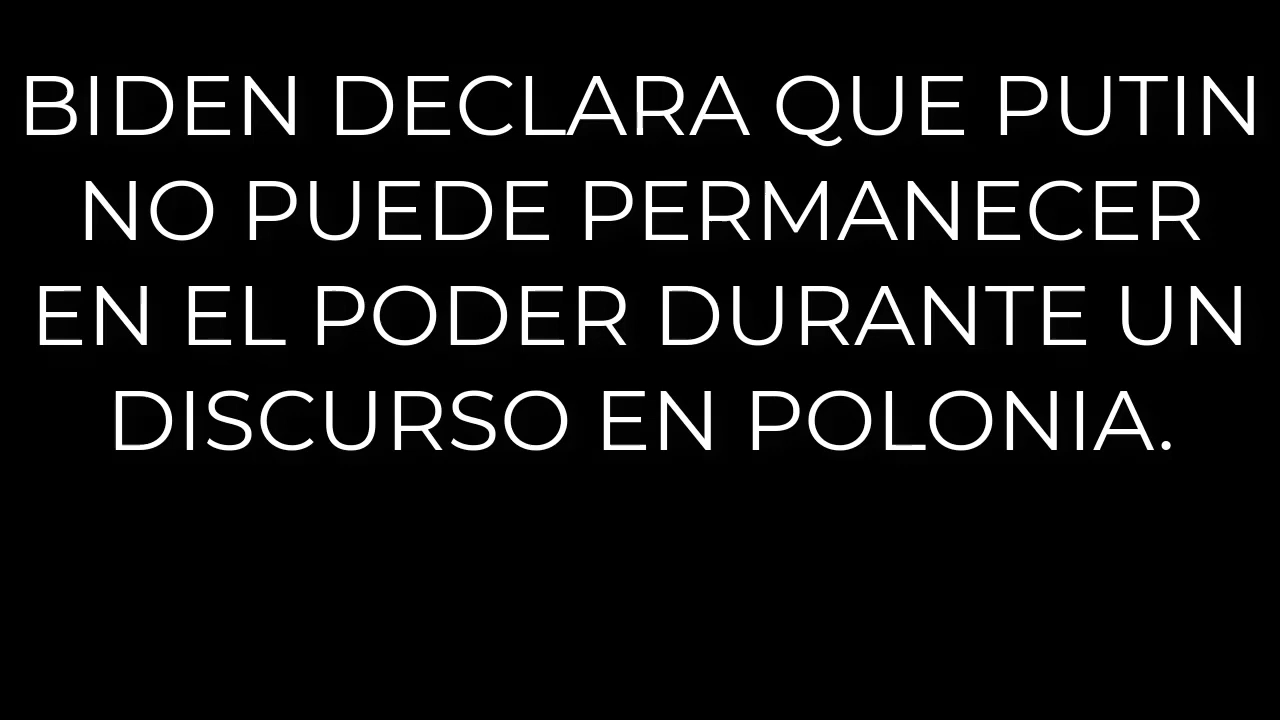 BIDEN DECLARA QUE PUTIN
NO PUEDE PERMANECER
EN EL PODER DURANTE UN
DISCURSO EN POLONIA.